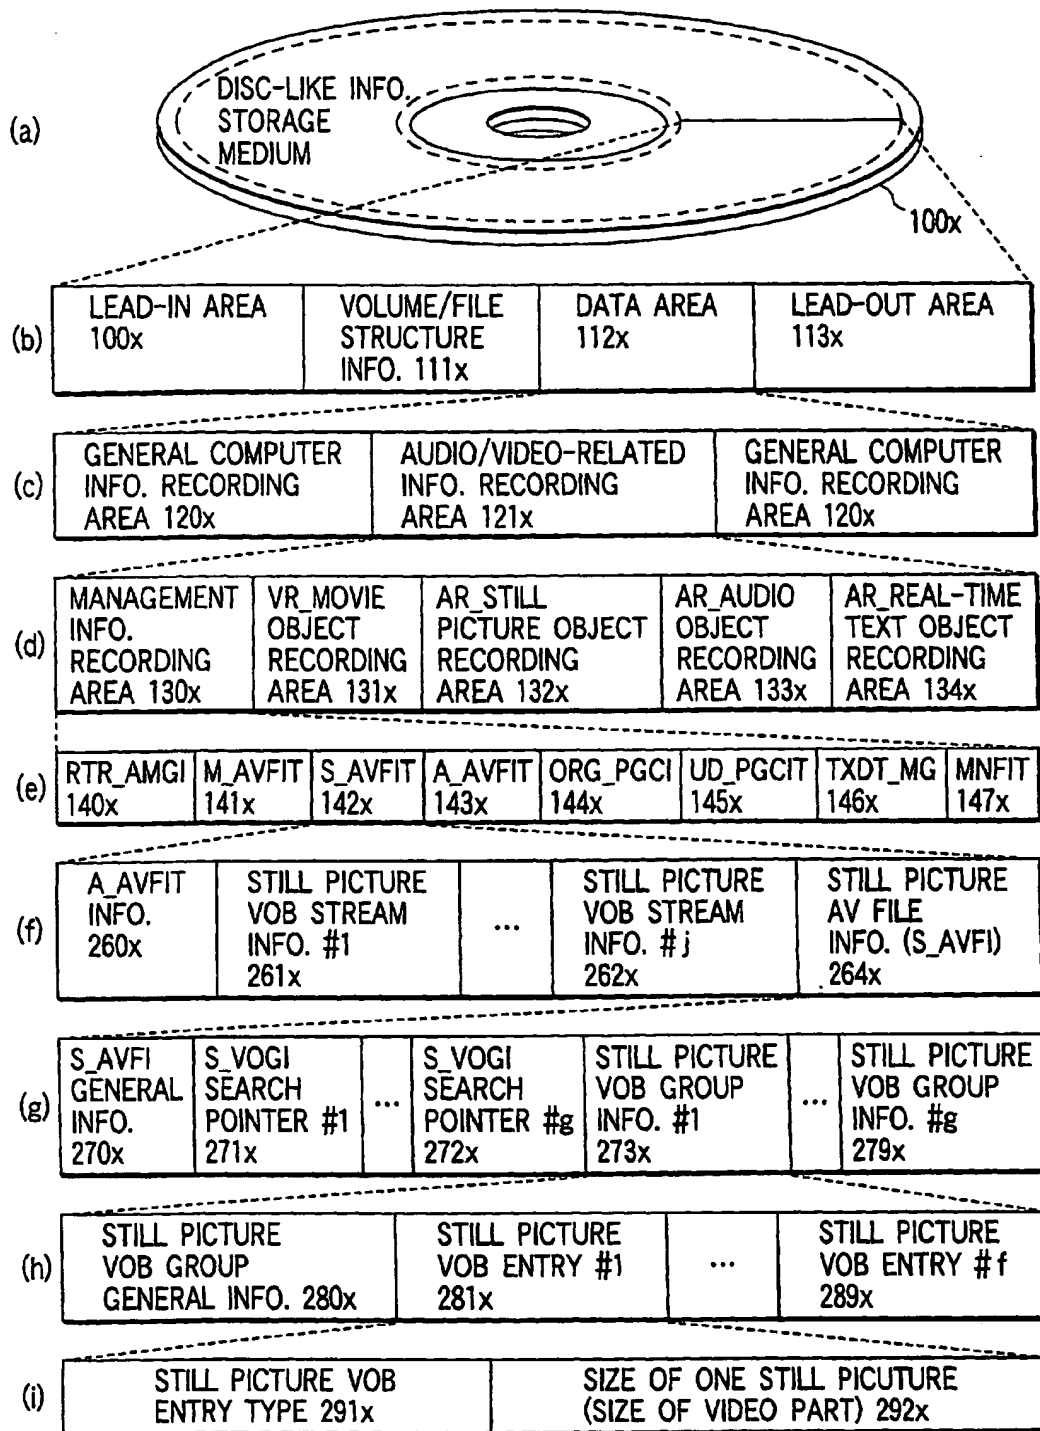 (a)
DISC-LIKE INFO.
STORAGE
MEDIUM
100x
(b)
LEAD-IN AREA
100x
VOLUME/FILE
STRUCTURE
INFO. 111x
DATA AREA
112x
LEAD-OUT AREA
113x
(c)
GENERAL COMPUTER
INFO. RECORDING
AREA 120x
AUDIO/VIDEO-RELATED
INFO. RECORDING
AREA 121x
GENERAL COMPUTER
INFO. RECORDING
AREA 120x
(d)
MANAGEMENT
INFO.
RECORDING
AREA 130x
VR_MOVIE
OBJECT
RECORDING
AREA 131x
AR_STILL
PICTURE OBJECT
RECORDING
AREA 132x
AR_AUDIO
OBJECT
RECORDING
AREA 133x
AR_REAL-TIME
TEXT OBJECT
RECORDING
AREA 134x
(e)
RTR_AMGI
140x
M_AVFIT
141x
S_AVFIT
142x
A_AVFIT
143x
ORG_PGCI
144x
UD_PGCIT
145x
TXDT_MG
146x
MNFIT
147x
(f)
A_AVFIT
INFO.
260x
STILL PICTURE
VOB STREAM
INFO. #1
261x
...
STILL PICTURE
VOB STREAM
INFO. #j
262x
STILL PICTURE
AV FILE
INFO. (S_AVFI)
264x
(g)
S_AVFI
GENERAL
INFO.
270x
S_VOGI
SEARCH
POINTER #1
271x
...
S_VOGI
SEARCH
POINTER #g
272x
STILL PICTURE
VOB GROUP
INFO. #1
273x
...
STILL PICTURE
VOB GROUP
INFO. #g
279x
(h)
STILL PICTURE
VOB GROUP
GENERAL INFO. 280x
STILL PICTURE
VOB ENTRY #1
281x
...
STILL PICTURE
VOB ENTRY #f
289x
(i)
STILL PICTURE VOB
ENTRY TYPE 291x
SIZE OF ONE STILL PICUTURE
(SIZE OF VIDEO PART) 292x